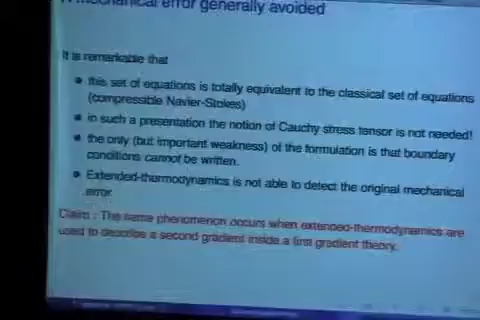 mechanical error generally avoided
It is remarkable that
this set of equations is totally equivalent to the classical set of equations
(compressible Navier-Stokes)
in such a presentation the notion of Cauchy stress tensor is not needed!
the only (but important weakness) of the formulation is that boundary
conditions cannot be written.
Extended-thermodynamics is not able to detect the original mechanical
error.
Claim : The same phenomenon occurs when extended-thermodynamics are
used to describe a second gradient inside a first gradient theory.